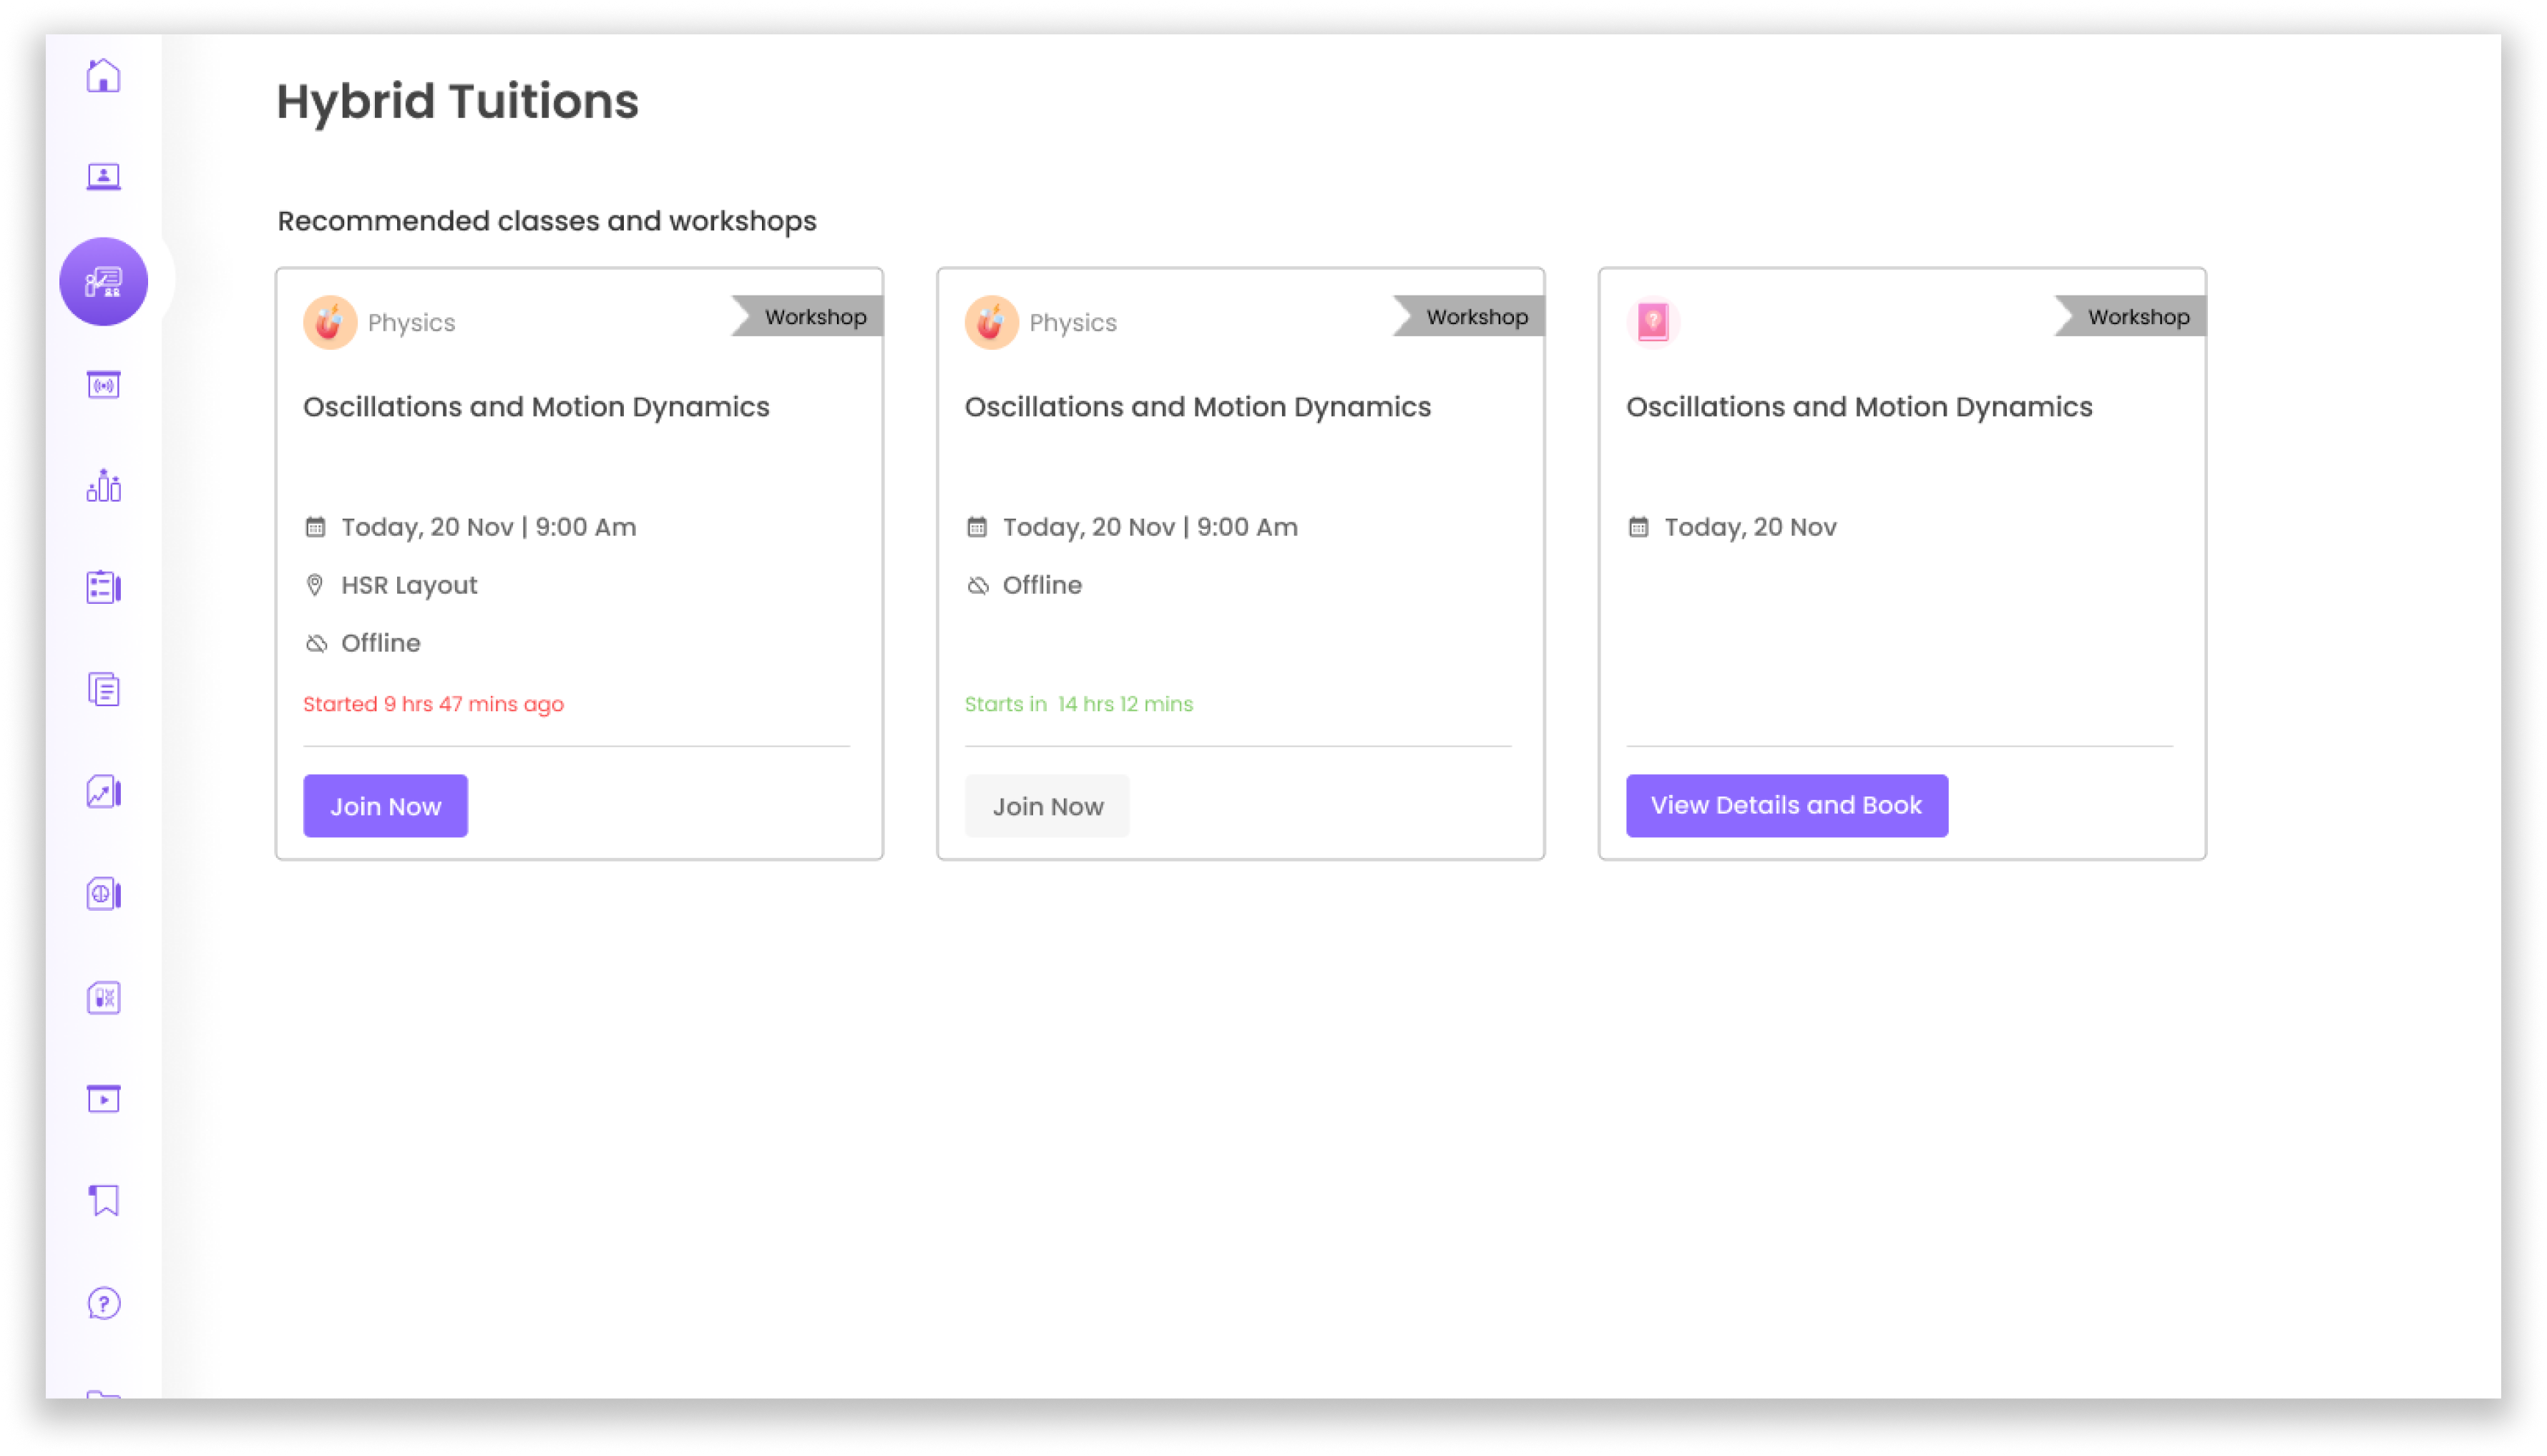 Hybrid Tuitions
Recommended classes and workshops
Physics
Workshop
Oscillations and Motion Dynamics
Today, 20 Nov | 9:00 Am
HSR Layout
Offline
Started 9 hrs 47 mins ago
Join Now
Physics
Workshop
Oscillations and Motion Dynamics
Today, 20 Nov | 9:00 Am
Offline
Starts in 14 hrs 12 mins
Join Now
Workshop
Oscillations and Motion Dynamics
Today, 20 Nov
View Details and Book